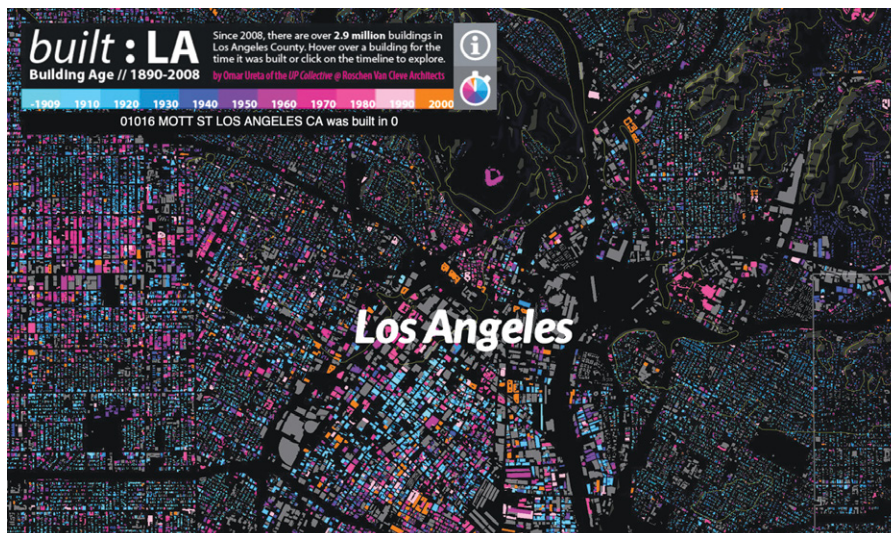 built : LA
Building Age // 1890-2008
Since 2008, there are over 2.9 million buildings in
Los Angeles County. Hover over a building for the
time it was built or click on the timeline to explore.
by Omar Ureta of the UP Collective @ Roschen Van Cleve Architects
-1909 1910 1920 1930 1940 1950 1960 1970 1980 1990 2000
01016 MOTT ST LOS ANGELES CA was built in 0
Los Angeles